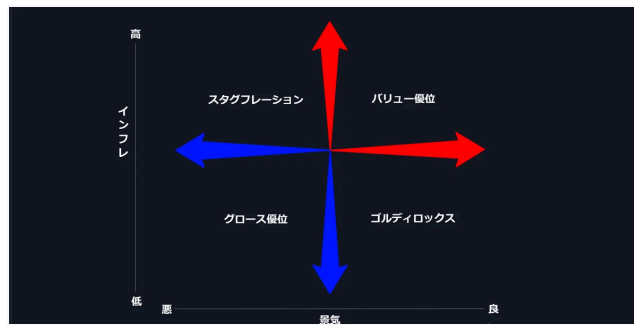 高
スタグフレーション
バリュー優位
インフレ
グロース優位
ゴルディロックス
低
悪
良
景気